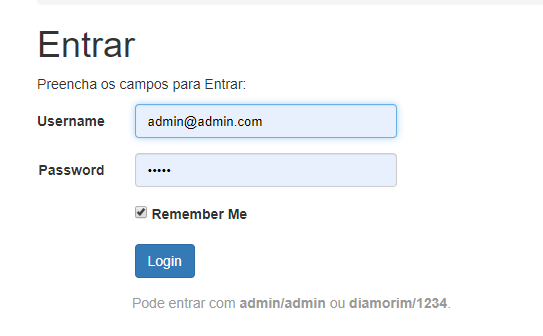 Entrar
Preencha os campos para Entrar:
Username
admin@admin.com
Password
•••••
Remember Me
Login
Pode entrar com admin/admin ou diamorim/1234.